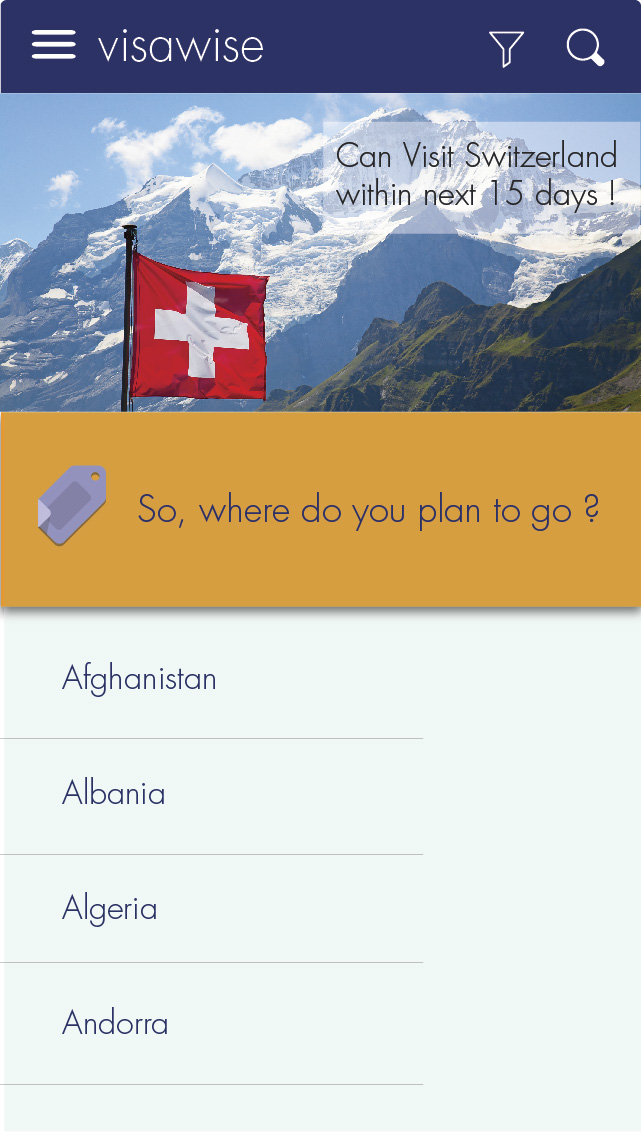 visawise
Can Visit Switzerland
within next 15 days !
So, where do you plan to go ?
Afghanistan
Albania
Algeria
Andorra